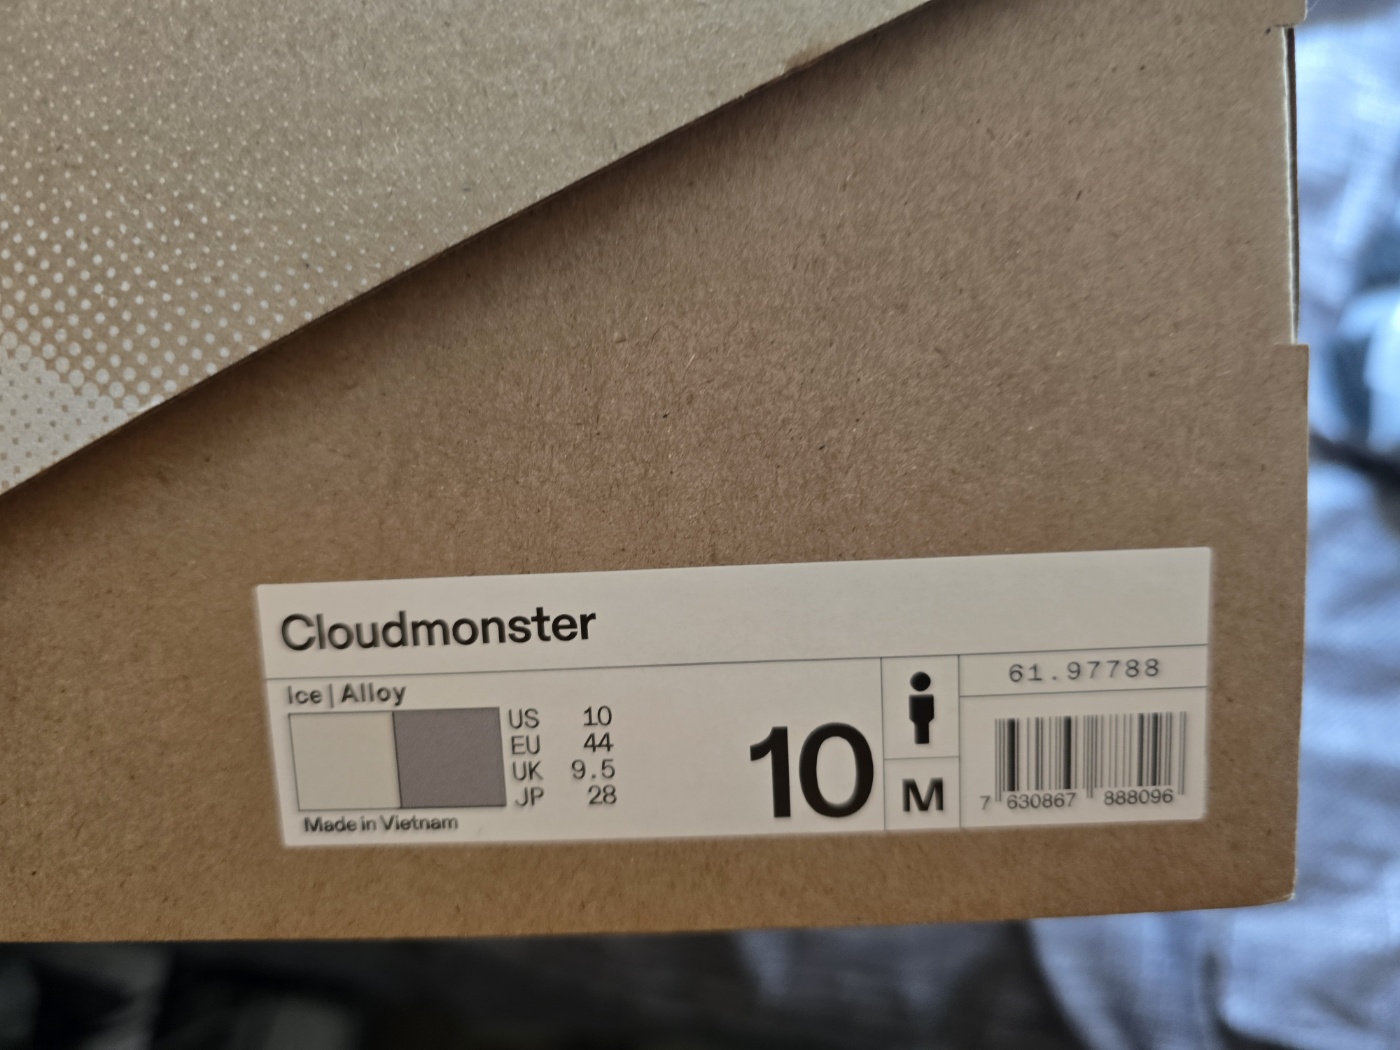 Cloudmonster
Ice | Alloy
US 10
EU 44
UK 9.5
JP 28
Made in Vietnam
10
M
61.97788
7 630867 888096